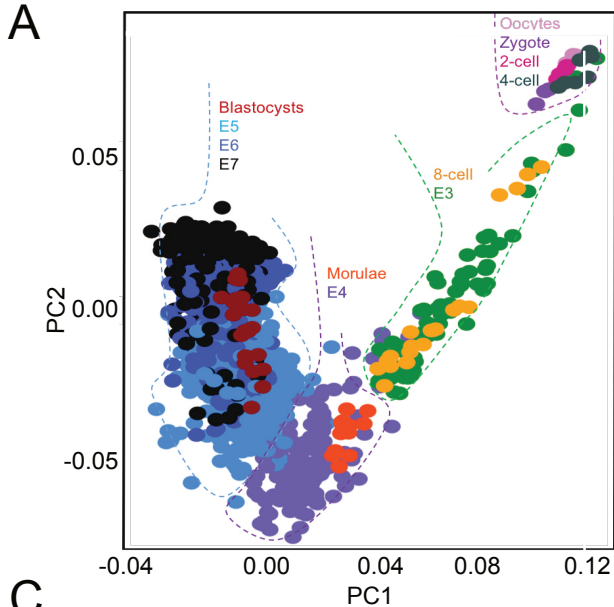 A
Oocytes
Zygote
2-cell
4-cell
Blastocysts
E5
E6
E7
8-cell
E3
Morulae
E4
PC2
0.05
0.00
-0.05
-0.04
0.00
0.04
0.08
0.12
PC1
C